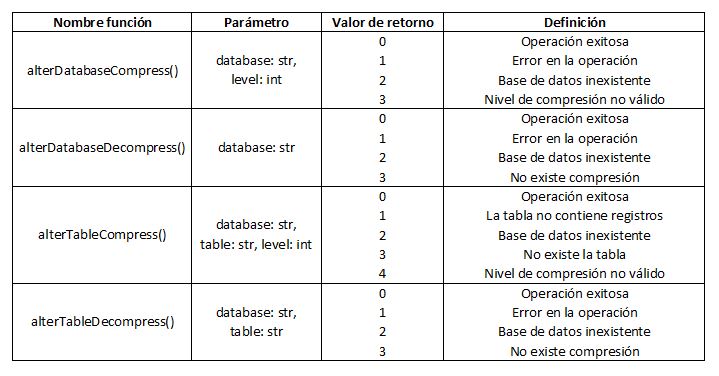 Nombre función Parámetro Valor de retorno Definición
alterDatabaseCompress() database: str, level: int
0 Operación exitosa
1 Error en la operación
2 Base de datos inexistente
3 Nivel de compresión no válido
alterDatabaseDecompress() database: str
0 Operación exitosa
1 Error en la operación
2 Base de datos inexistente
3 No existe compresión
alterTableCompress() database: str, table: str, level: int
0 Operación exitosa
1 La tabla no contiene registros
2 Base de datos inexistente
3 No existe la tabla
4 Nivel de compresión no válido
alterTableDecompress() database: str, table: str
0 Operación exitosa
1 Error en la operación
2 Base de datos inexistente
3 No existe compresión